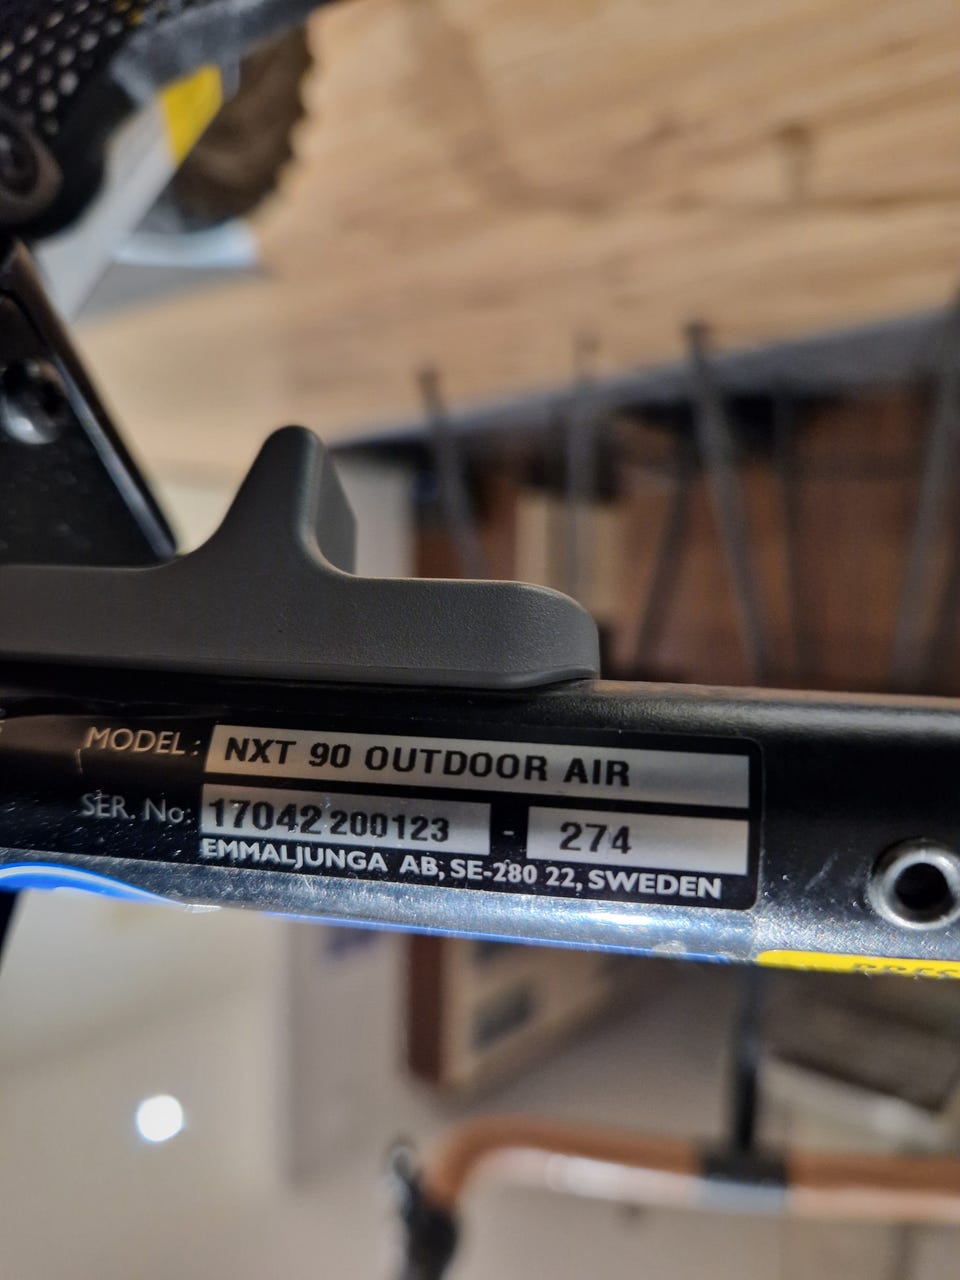 MODEL: NXT 90 OUTDOOR AIR
SER. No: 17042 200123 - 274
EMMALJUNGA AB, SE-280 22, SWEDEN